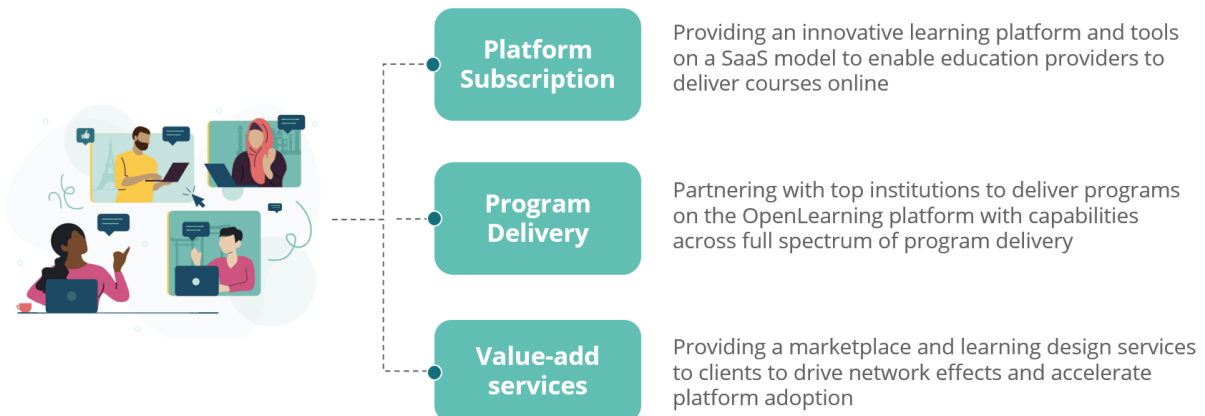 Platform
Subscription
Providing an innovative learning platform and tools
on a SaaS model to enable education providers to
deliver courses online
Program
Delivery
Partnering with top institutions to deliver programs
on the OpenLearning platform with capabilities
across full spectrum of program delivery
Value-add
services
Providing a marketplace and learning design services
to clients to drive network effects and accelerate
platform adoption